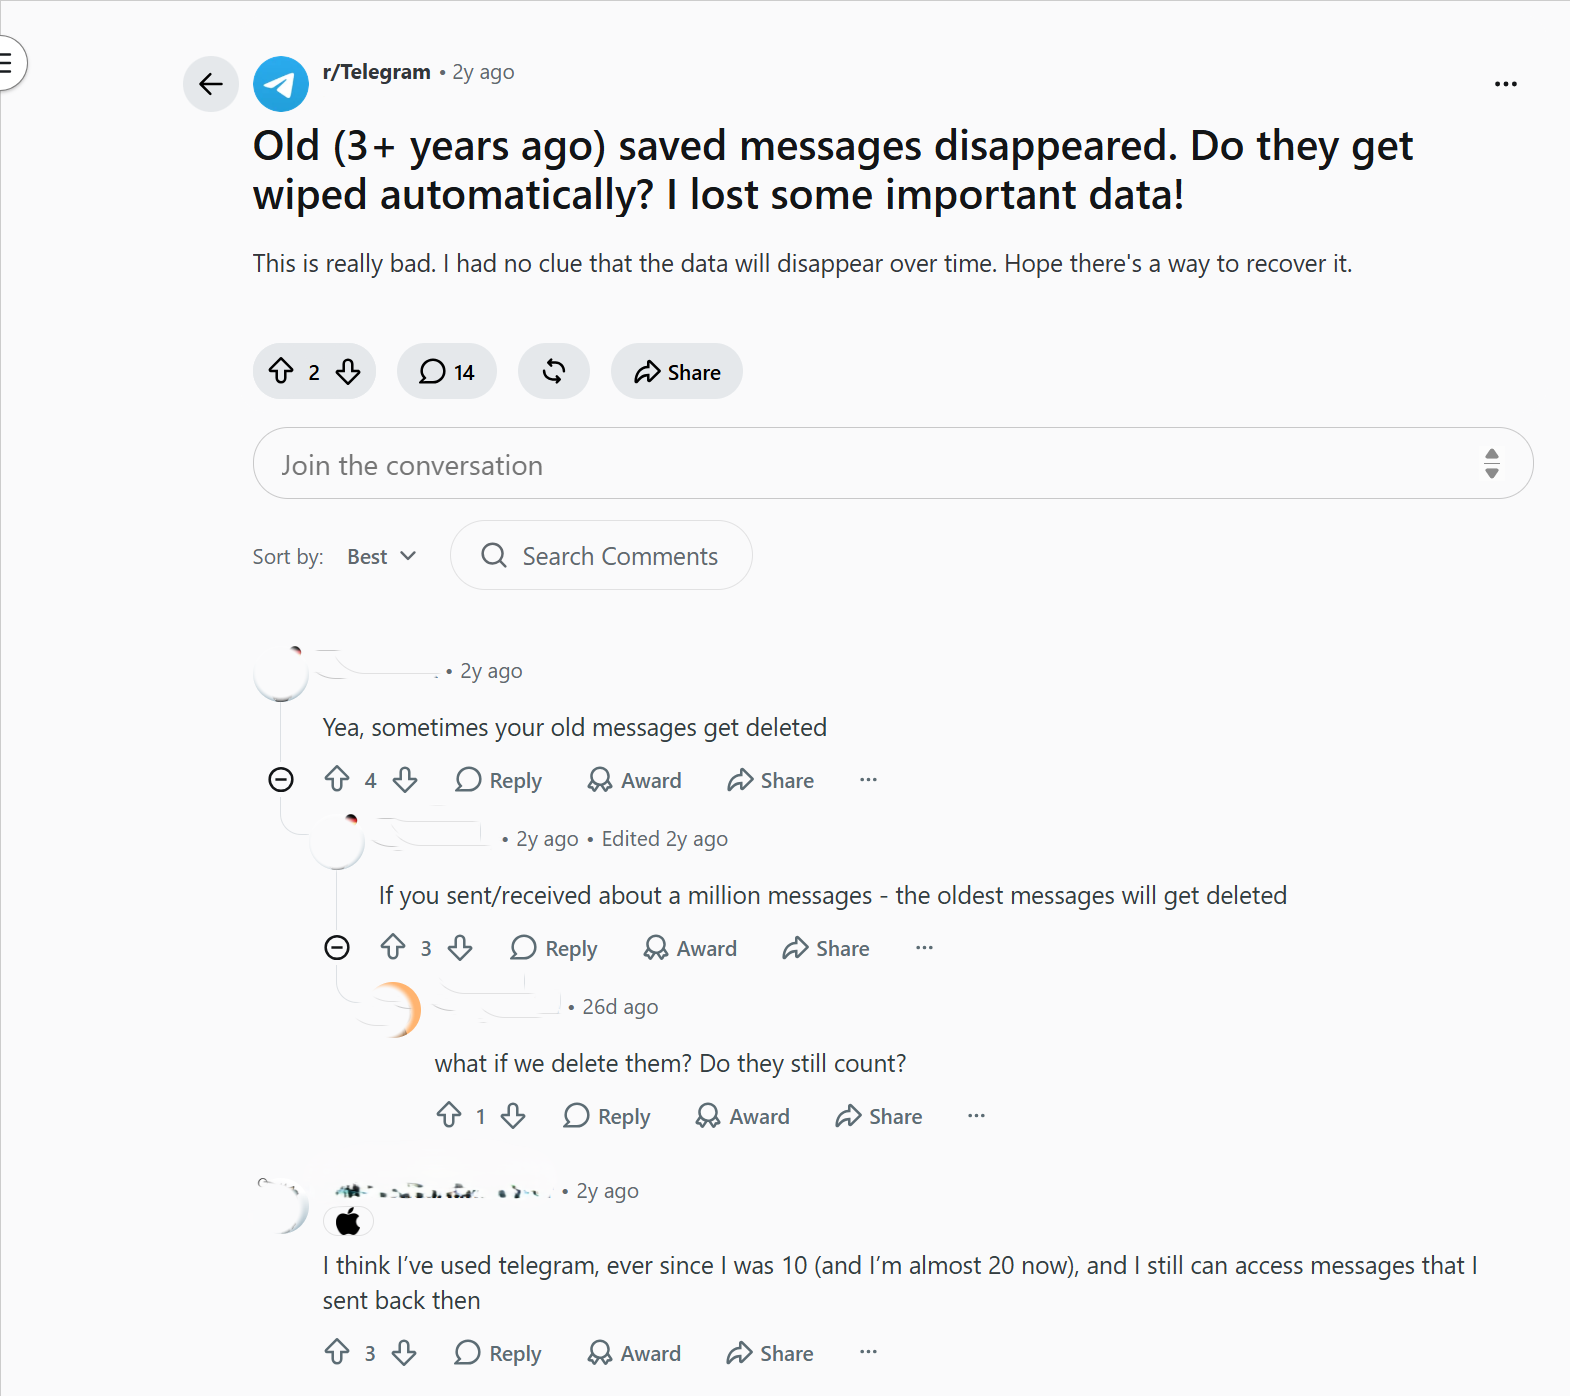 r/Telegram • 2y ago
Old (3+ years ago) saved messages disappeared. Do they get
wiped automatically? I lost some important data!
This is really bad. I had no clue that the data will disappear over time. Hope there's a way to recover it.
2
14
Share
Join the conversation
Sort by: Best
Search Comments
• 2y ago
Yea, sometimes your old messages get deleted
4 Reply Award Share
• 2y ago • Edited 2y ago
If you sent/received about a million messages - the oldest messages will get deleted
3 Reply Award Share
• 26d ago
what if we delete them? Do they still count?
1 Reply Award Share
• 2y ago
I think I’ve used telegram, ever since I was 10 (and I’m almost 20 now), and I still can access messages that I
sent back then
3 Reply Award Share